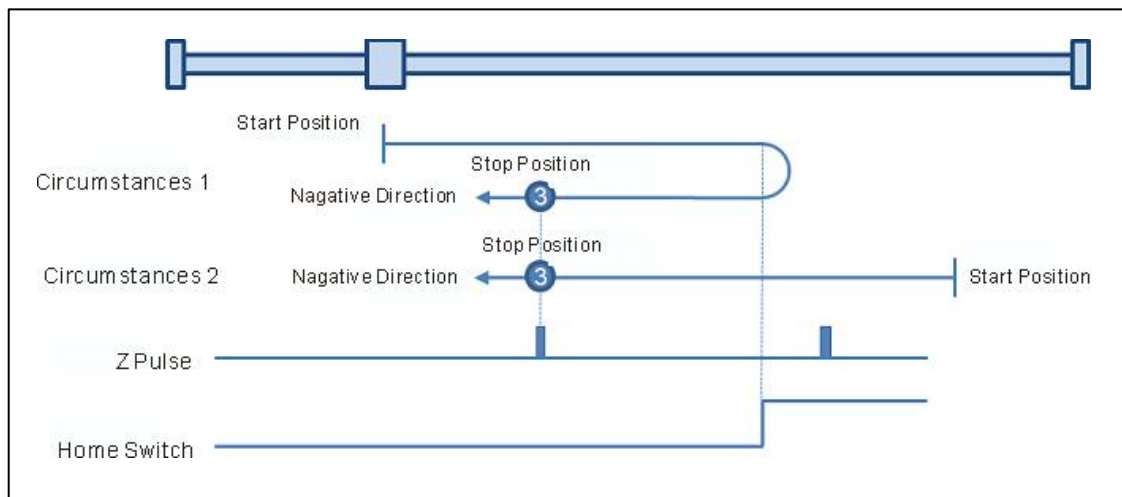 Start Position
Stop Position
Circumstances 1
Nagative Direction
3
Stop Position
Circumstances 2
Nagative Direction
3
Start Position
Z Pulse
Home Switch